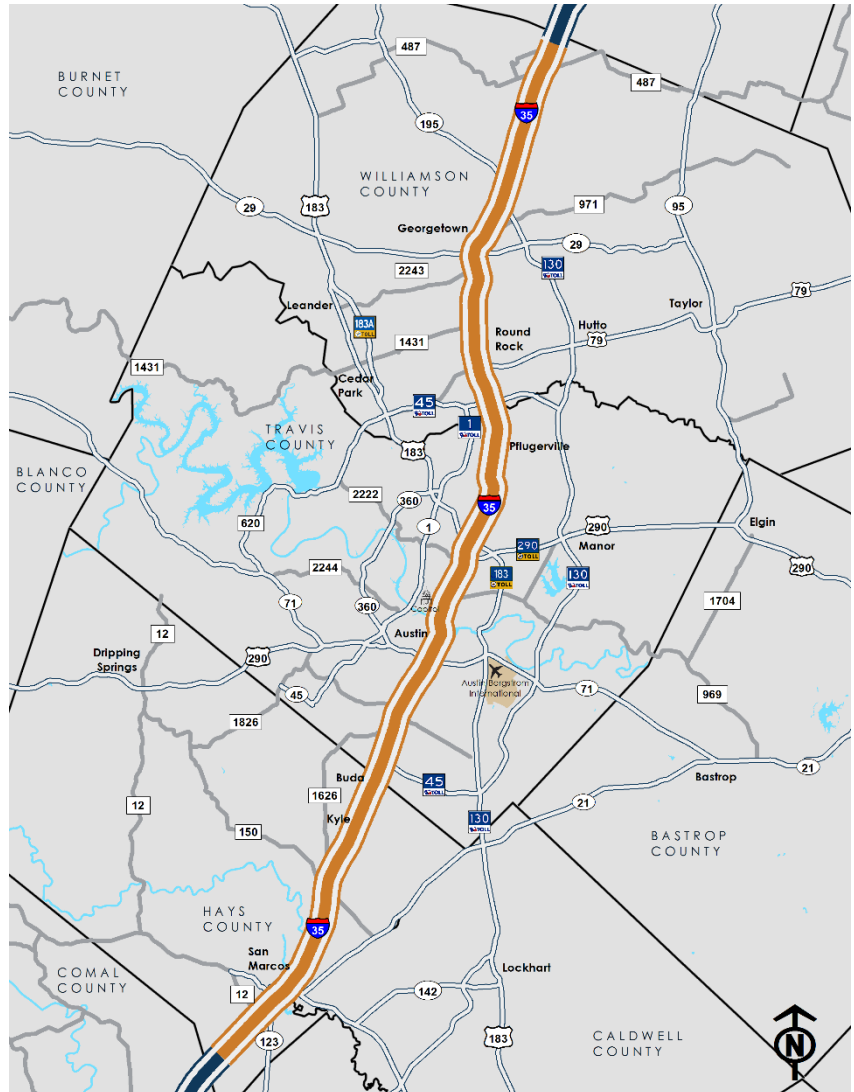 487
BURNET
COUNTY
487
35
195
WILLIAMSON
COUNTY
183
29
971
95
Georgetown
29
2243
130
TOLL
79
Leander
Taylor
183A
TOLL
Hutto
Round
Rock
1431
79
1431
Cedar
Park
45
TOLL
1
TOLL
TRAVIS
COUNTY
183
Pflugerville
BLANCO
COUNTY
2222
360
35
620
1
290
Elgin
290
TOLL
Manor
2244
183
TOLL
130
TOLL
290
71
360
Capitol
1704
12
Austin
Dripping
Springs
290
Austin Bergstrom
International
71
45
969
1826
Buda
45
TOLL
Bastrop
21
1626
21
12
Kyle
130
TOLL
150
BASTROP
COUNTY
HAYS
COUNTY
35
San
Marcos
Lockhart
COMAL
COUNTY
12
142
123
183
CALDWELL
COUNTY
N